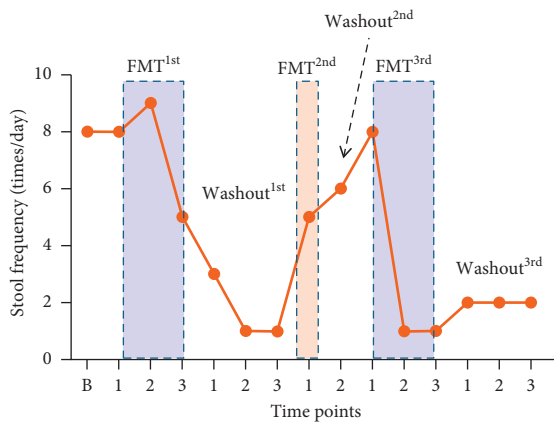 Washout2nd
FMT1st
FMT2nd
FMT3rd
10
8
6
4
2
0
Stool frequency (times/day)
Washout1st
Washout3rd
B 1 2 3 1 2 3 1 2 1 2 3 1 2 3
Time points